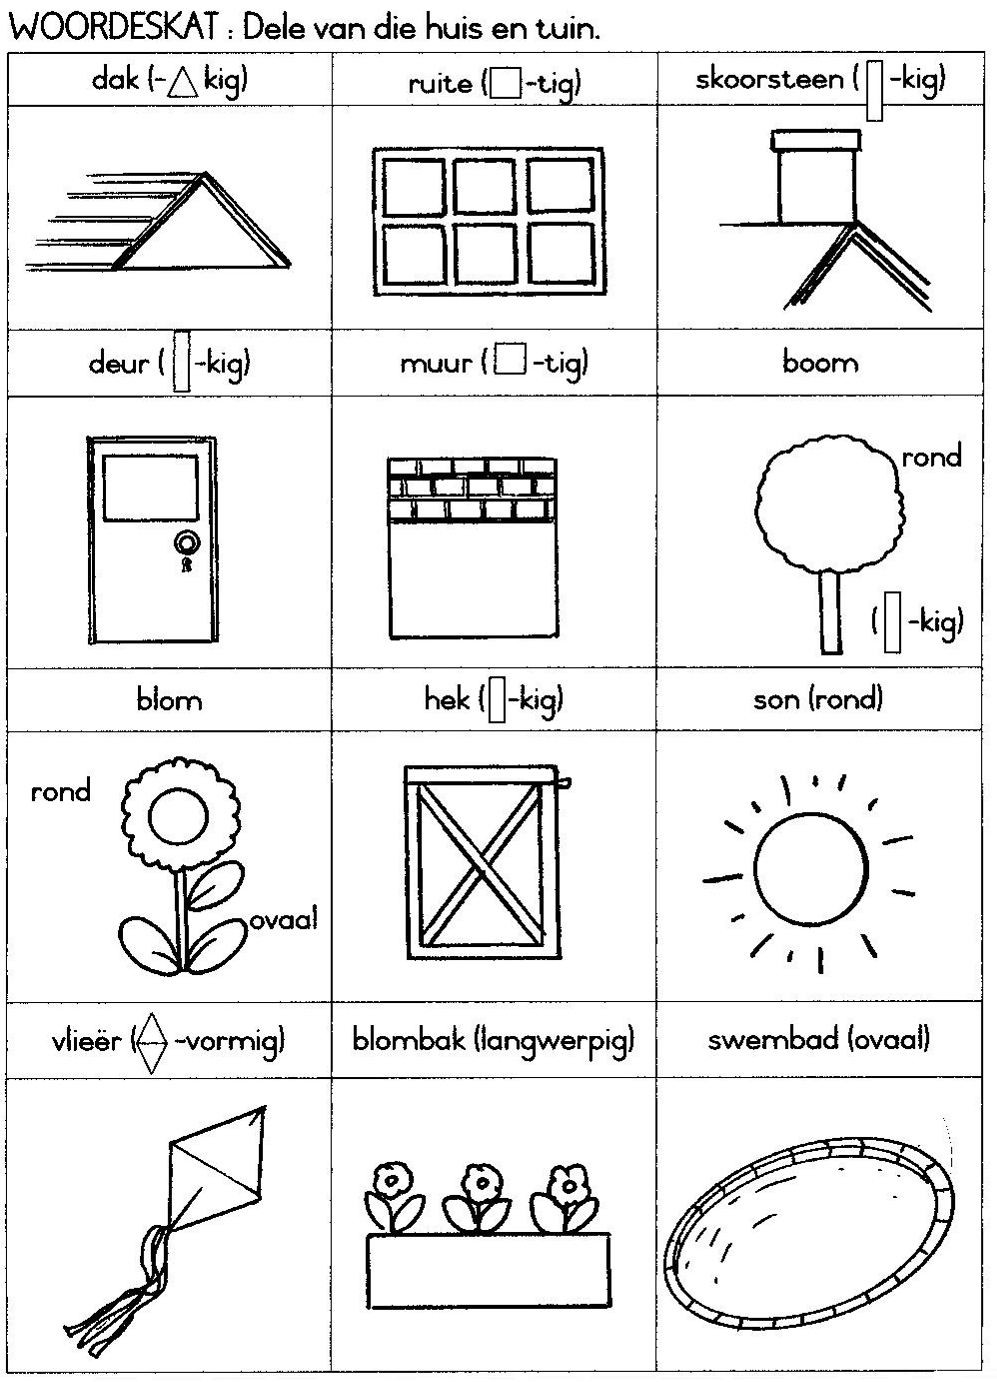 WOORDESKAT : Dele van die huis en tuin.
dak (-△ kig)
ruite (□-tig)
skoorsteen (▯-kig)
deur (▯-kig)
muur (□-tig)
boom
rond
(▯-kig)
blom
hek (▯-kig)
son (rond)
rond
ovaal
vlieër (◇-vormig)
blombak (langwerpig)
swembad (ovaal)